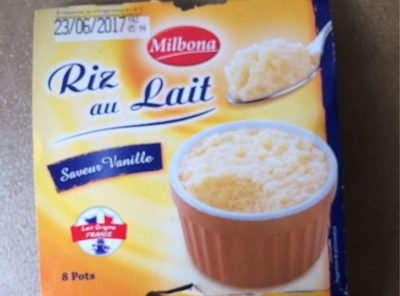 23/06/2017
Milbona
Riz
au Lait
Saveur Vanille
Lait Origine
FRANCE
8 Pots